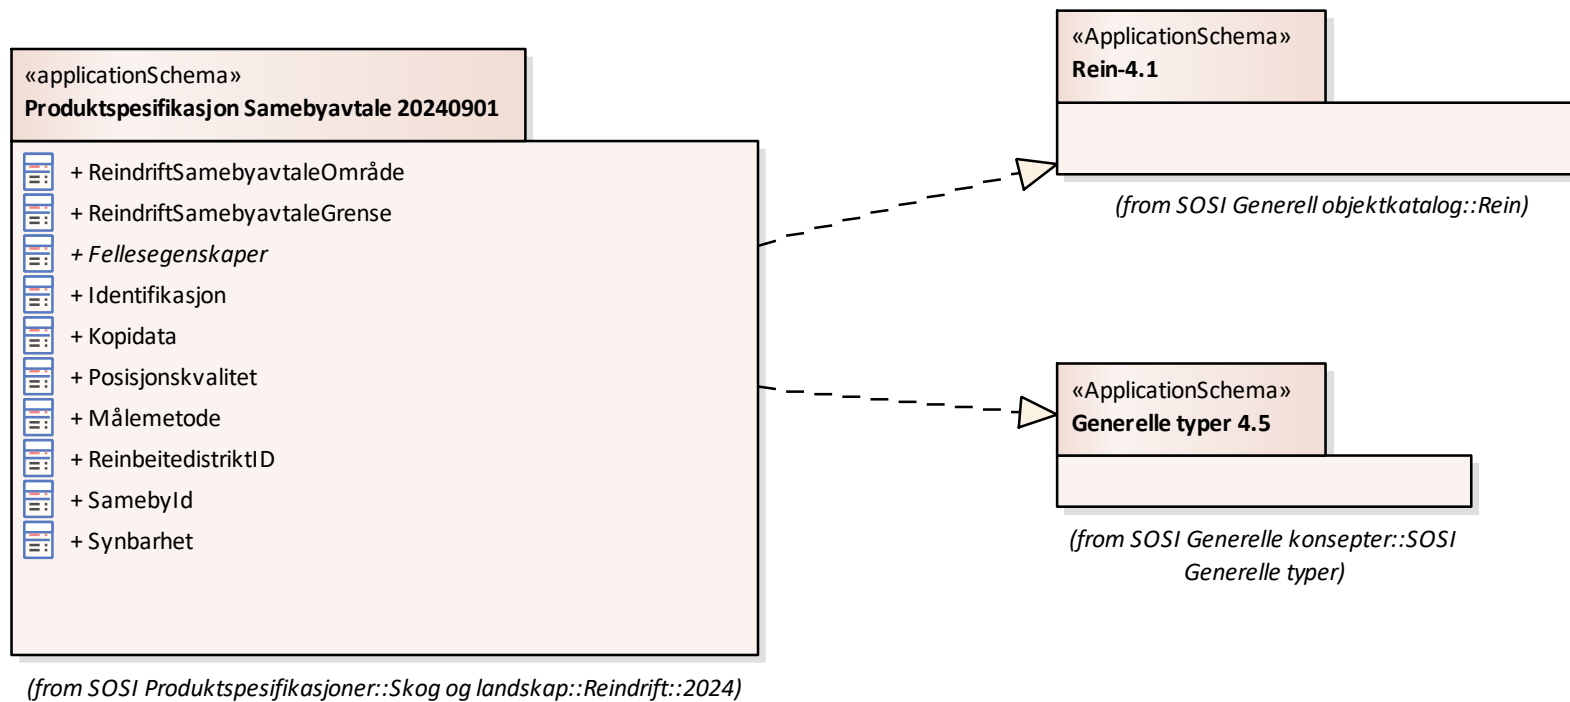 «applicationSchema»
Produktspesifikasjon Samebyavtale 20240901
+ ReindriftSamebyavtaleOmråde
+ ReindriftSamebyavtaleGrense
+ Fellesegenskaper
+ Identifikasjon
+ Kopidata
+ Posisjonskvalitet
+ Målemetode
+ ReinbeitedistriktID
+ SamebyId
+ Synbarhet
(from SOSI Produktspesifikasjoner::Skog og landskap::Reindrift::2024)
«ApplicationSchema»
Rein-4.1
(from SOSI Generell objektkatalog::Rein)
«ApplicationSchema»
Generelle typer 4.5
(from SOSI Generelle konsepter::SOSI
Generelle typer)